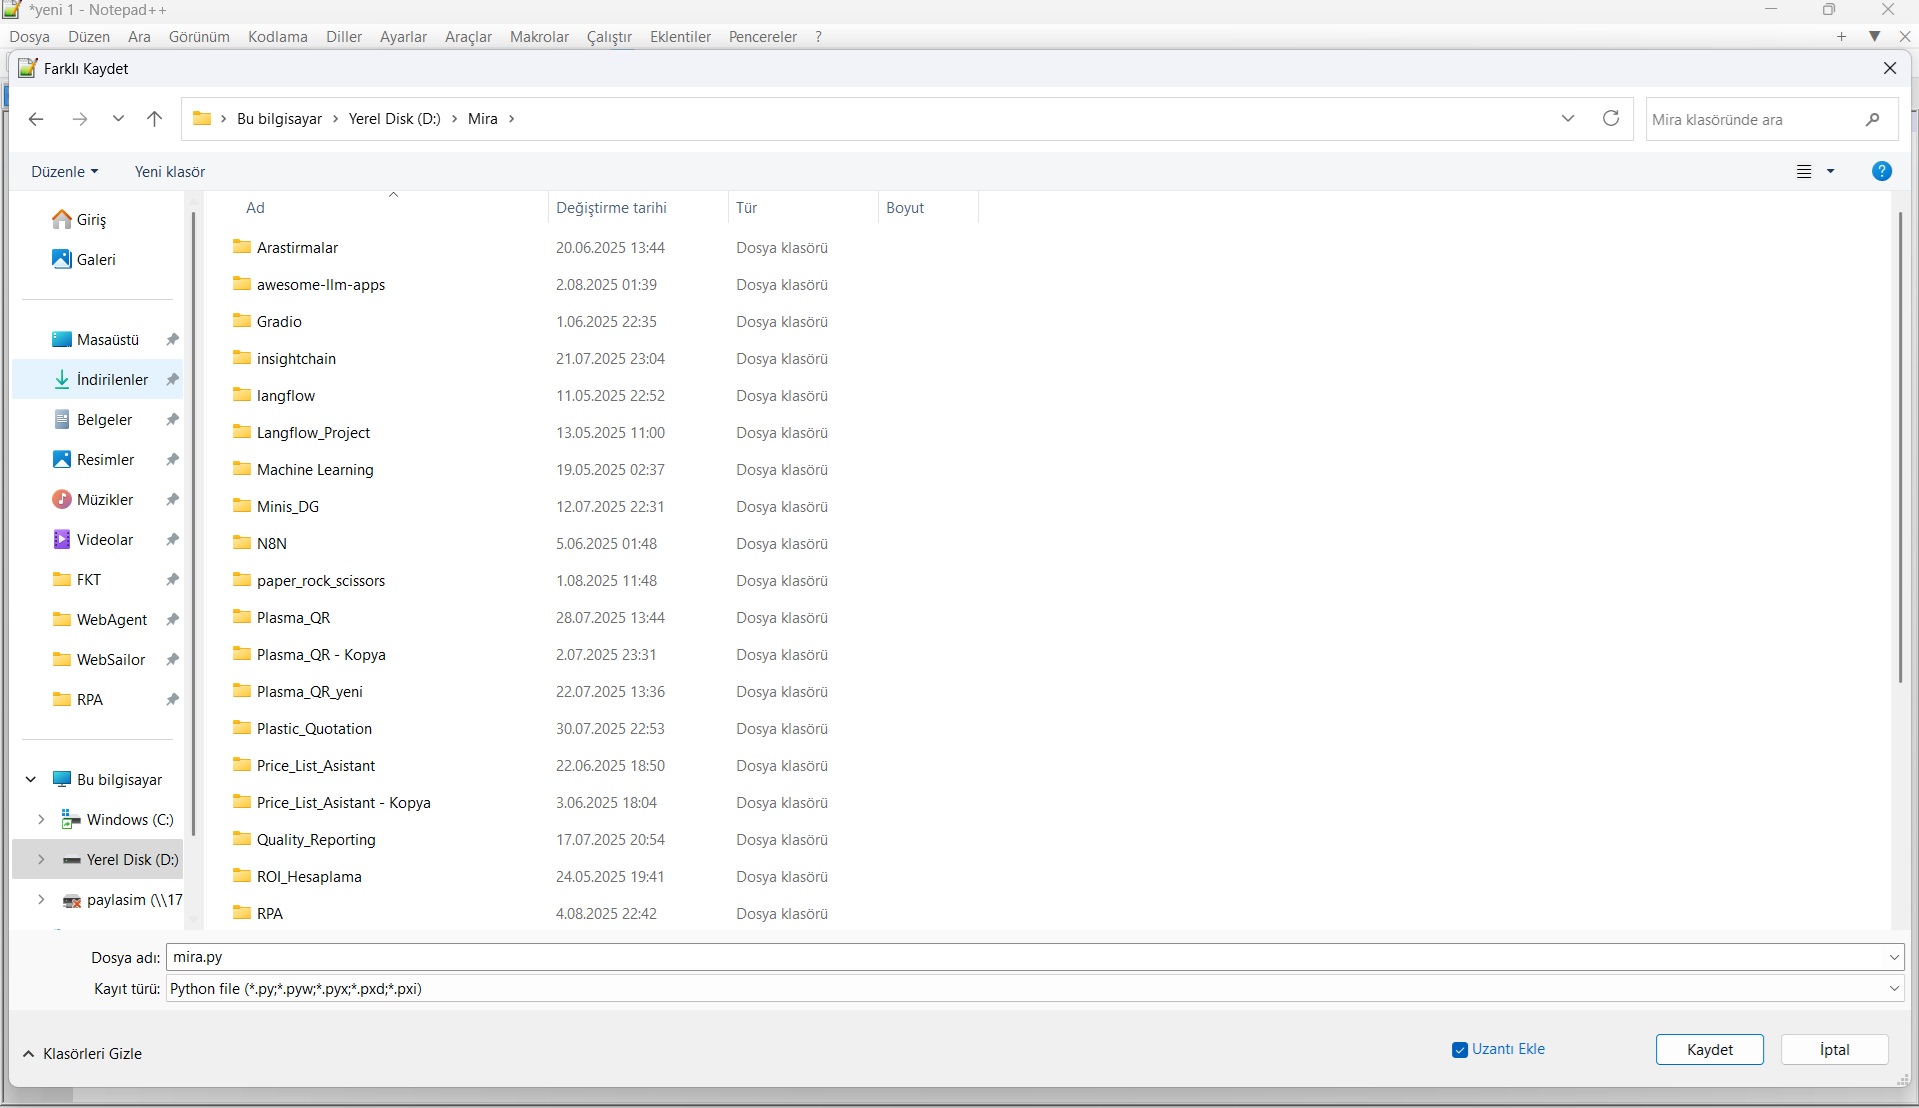 *yeni 1 - Notepad++
Dosya Düzen Ara Görünüm Kodlama Diller Ayarlar Araçlar Makrolar Çalıştır Eklentiler Pencereler ?
Farklı Kaydet
Bu bilgisayar > Yerel Disk (D:) > Mira >
Mira klasöründe ara
Düzenle
Yeni klasör
Giriş
Galeri
Masaüstü
İndirilenler
Belgeler
Resimler
Müzikler
Videolar
FKT
WebAgent
WebSailor
RPA
Bu bilgisayar
Windows (C:)
Yerel Disk (D:)
paylasim (\\17
Ad Değiştirme tarihi Tür Boyut
Arastirmalar 20.06.2025 13:44 Dosya klasörü
awesome-llm-apps 2.08.2025 01:39 Dosya klasörü
Gradio 1.06.2025 22:35 Dosya klasörü
insightchain 21.07.2025 23:04 Dosya klasörü
langflow 11.05.2025 22:52 Dosya klasörü
Langflow_Project 13.05.2025 11:00 Dosya klasörü
Machine Learning 19.05.2025 02:37 Dosya klasörü
Minis_DG 12.07.2025 22:31 Dosya klasörü
N8N 5.06.2025 01:48 Dosya klasörü
paper_rock_scissors 1.08.2025 11:48 Dosya klasörü
Plasma_QR 28.07.2025 13:44 Dosya klasörü
Plasma_QR - Kopya 2.07.2025 23:31 Dosya klasörü
Plasma_QR_yeni 22.07.2025 13:36 Dosya klasörü
Plastic_Quotation 30.07.2025 22:53 Dosya klasörü
Price_List_Asistant 22.06.2025 18:50 Dosya klasörü
Price_List_Asistant - Kopya 3.06.2025 18:04 Dosya klasörü
Quality_Reporting 17.07.2025 20:54 Dosya klasörü
ROI_Hesaplama 24.05.2025 19:41 Dosya klasörü
RPA 4.08.2025 22:42 Dosya klasörü
Dosya adı: mira.py
Kayıt türü: Python file (*.py;*.pyw;*.pyx;*.pxd;*.pxi)
Klasörleri Gizle
Uzantı Ekle
Kaydet
İptal